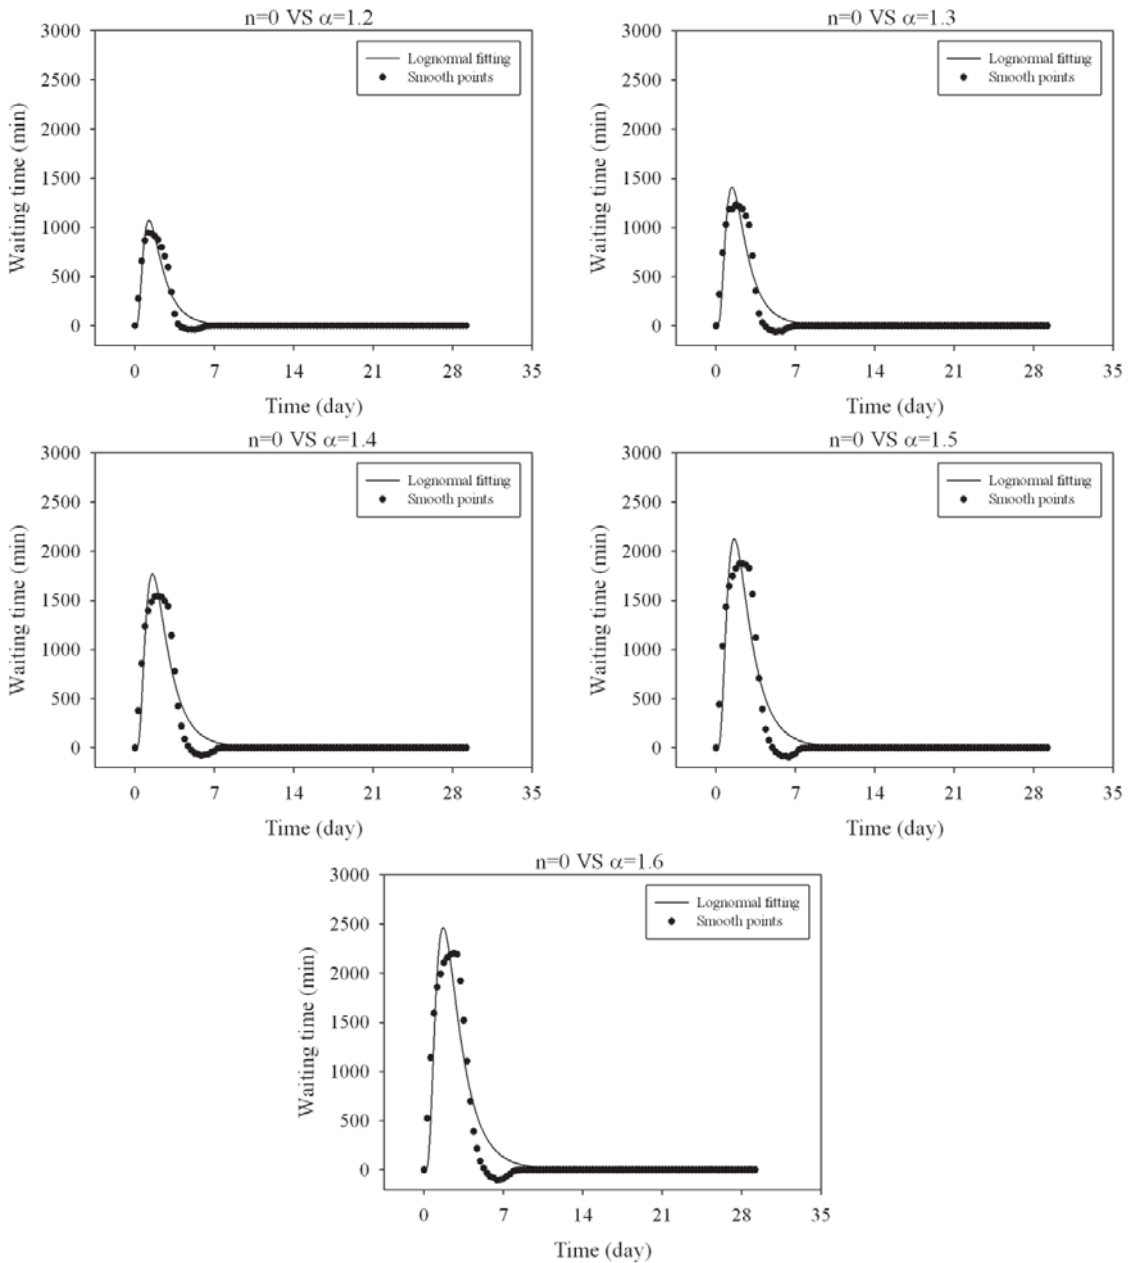 n=0 VS α=1.2
3000
2500
2000
1500
1000
500
0
Waiting time (min)
Lognormal fitting
Smooth points
0 7 14 21 28 35
Time (day)
n=0 VS α=1.3
3000
2500
2000
1500
1000
500
0
Waiting time (min)
Lognormal fitting
Smooth points
0 7 14 21 28 35
Time (day)
n=0 VS α=1.4
3000
2500
2000
1500
1000
500
0
Waiting time (min)
Lognormal fitting
Smooth points
0 7 14 21 28 35
Time (day)
n=0 VS α=1.5
3000
2500
2000
1500
1000
500
0
Waiting time (min)
Lognormal fitting
Smooth points
0 7 14 21 28 35
Time (day)
n=0 VS α=1.6
3000
2500
2000
1500
1000
500
0
Waiting time (min)
Lognormal fitting
Smooth points
0 7 14 21 28 35
Time (day)